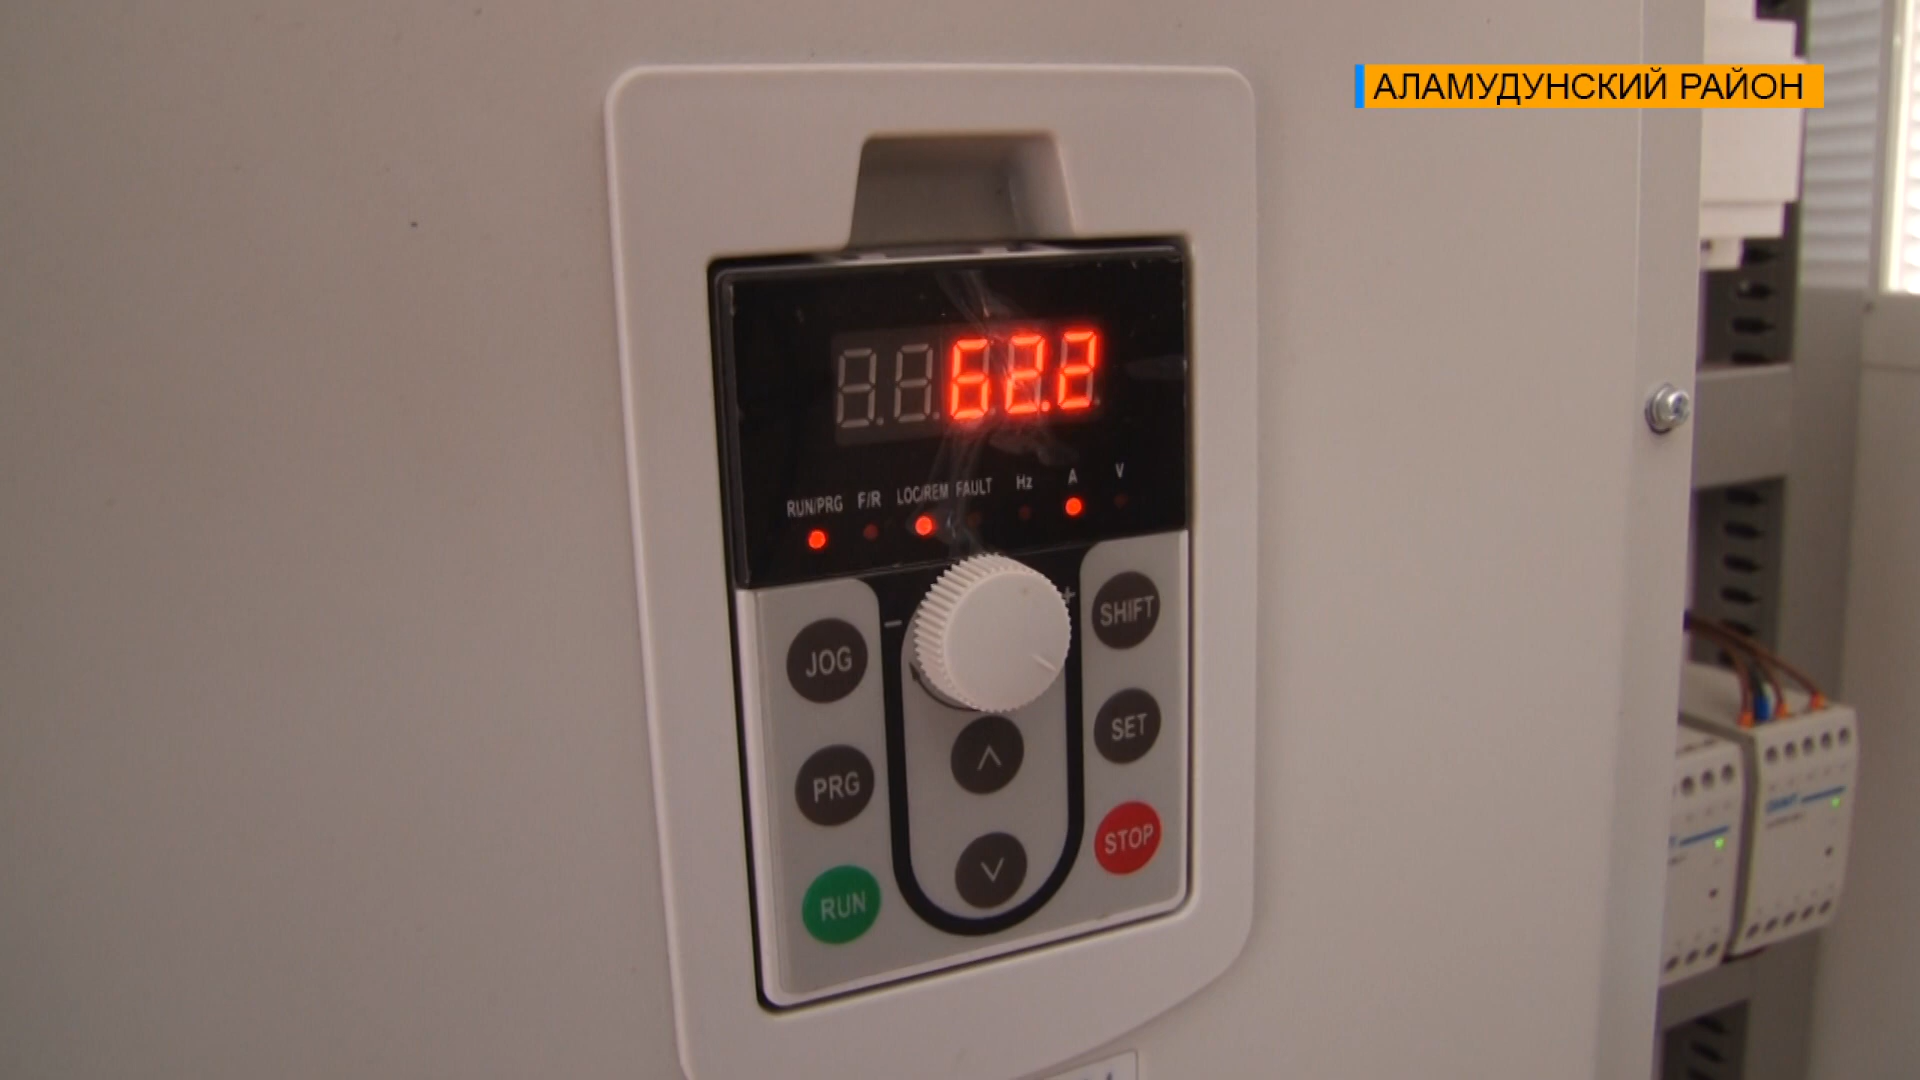 АЛАМУДУНСКИЙ РАЙОН
62.2
RUN/PRG F/R LOC/REM FAULT Hz A V
- +
JOG SHIFT
PRG SET
RUN STOP